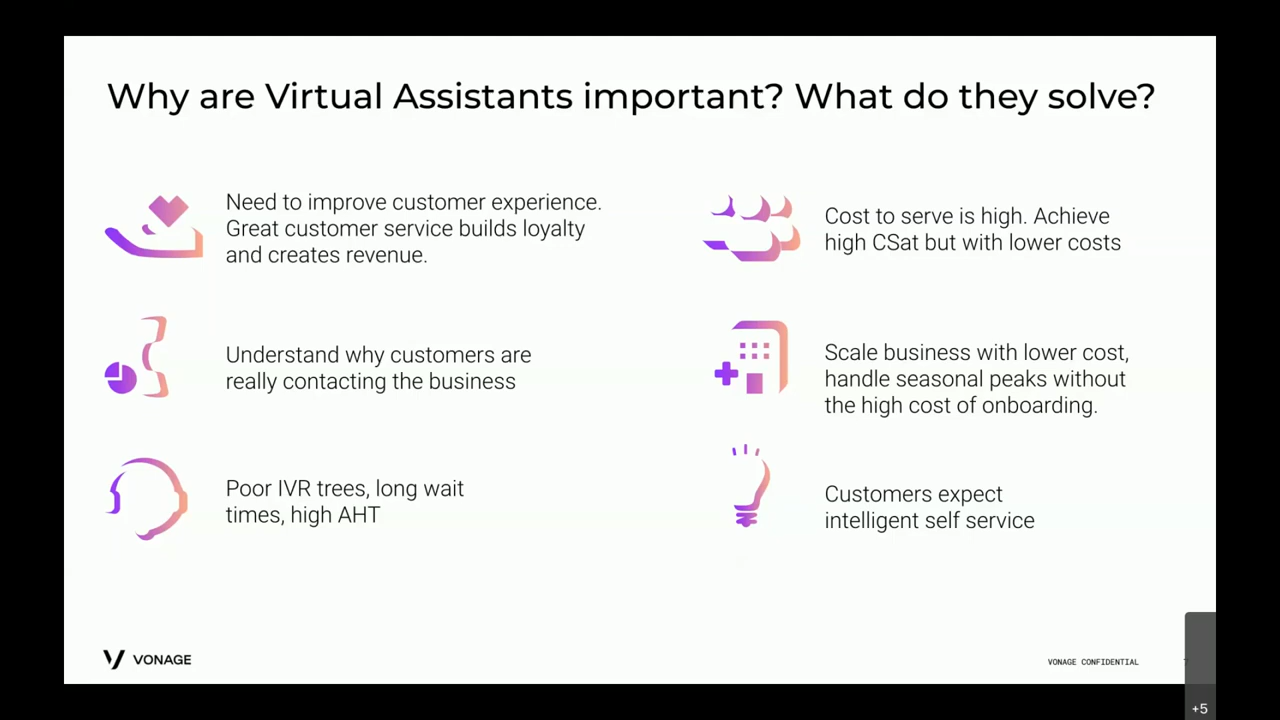 Why are Virtual Assistants important? What do they solve?
Need to improve customer experience.
Great customer service builds loyalty
and creates revenue.
Understand why customers are
really contacting the business
Poor IVR trees, long wait
times, high AHT
Cost to serve is high. Achieve
high CSat but with lower costs
Scale business with lower cost,
handle seasonal peaks without
the high cost of onboarding.
Customers expect
intelligent self service
VONAGE
VONAGE CONFIDENTIAL
+5